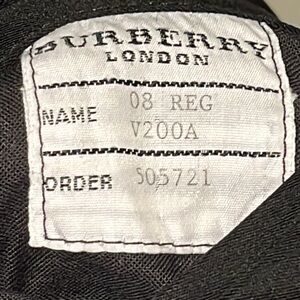 BURBERRY
LONDON
NAME 08 REG
V200A
ORDER 505721